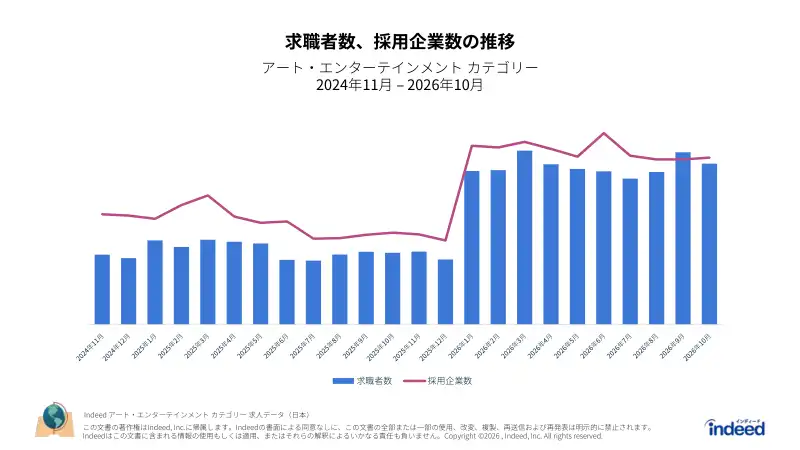 求職者数、採用企業数の推移
アート・エンターテインメント カテゴリー
2024年11月 – 2026年10月
2024年11月
2024年12月
2025年1月
2025年2月
2025年3月
2025年4月
2025年5月
2025年6月
2025年7月
2025年8月
2025年9月
2025年10月
2025年11月
2025年12月
2026年1月
2026年2月
2026年3月
2026年4月
2026年5月
2026年6月
2026年7月
2026年8月
2026年9月
2026年10月
求職者数
採用企業数
Indeed アート・エンターテインメント カテゴリー 求人データ（日本）
この文書の著作権はIndeed, Inc.に帰属します。Indeedの書面による同意なしに、この文書の全部または一部の使用、改変、複製、再送信および再発表は明示的に禁止されます。
Indeedはこの文書に含まれる情報の使用もしくは適用、またはそれらの解釈によるいかなる責任も負いません。Copyright ©2026 , Indeed, Inc. All rights reserved.
インディード
indeed